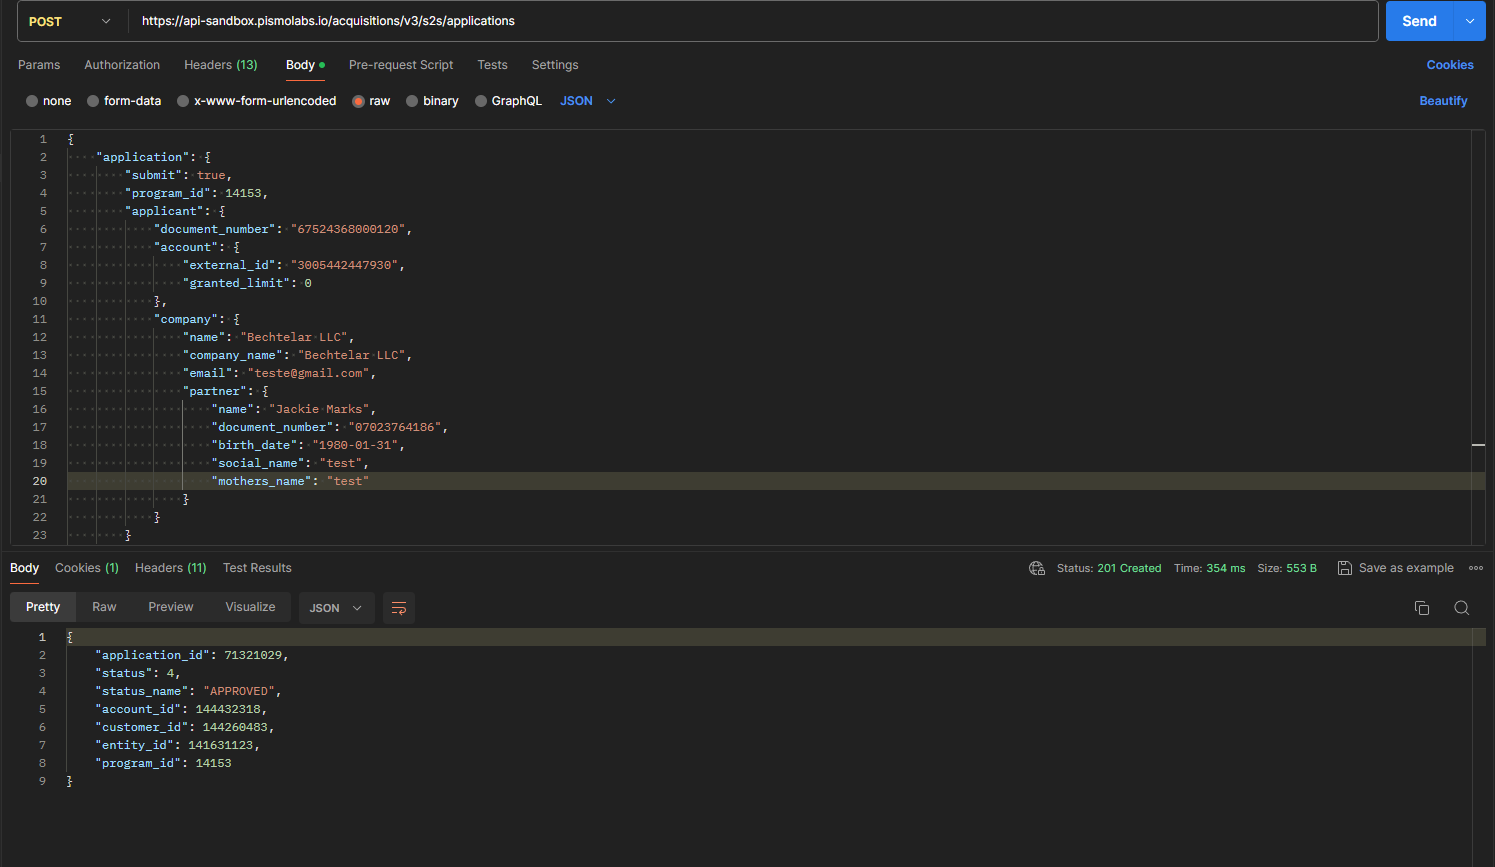 POST https://api-sandbox.pismolabs.io/acquisitions/v3/s2s/applications Send
Params Authorization Headers (13) Body Pre-request Script Tests Settings Cookies
none form-data x-www-form-urlencoded raw binary GraphQL JSON Beautify
1 {
2 "application": {
3 "submit": true,
4 "program_id": 14153,
5 "applicant": {
6 "document_number": "67524368000120",
7 "account": {
8 "external_id": "3005442447930",
9 "granted_limit": 0
10 },
11 "company": {
12 "name": "Bechtelar LLC",
13 "company_name": "Bechtelar LLC",
14 "email": "teste@gmail.com",
15 "partner": {
16 "name": "Jackie Marks",
17 "document_number": "07023764186",
18 "birth_date": "1980-01-31",
19 "social_name": "test",
20 "mothers_name": "test"
21 }
22 }
23 }
Body Cookies (1) Headers (11) Test Results Status: 201 Created Time: 354 ms Size: 553 B Save as example
Pretty Raw Preview Visualize JSON
1 {
2 "application_id": 71321029,
3 "status": 4,
4 "status_name": "APPROVED",
5 "account_id": 144432318,
6 "customer_id": 144260483,
7 "entity_id": 141631123,
8 "program_id": 14153
9 }